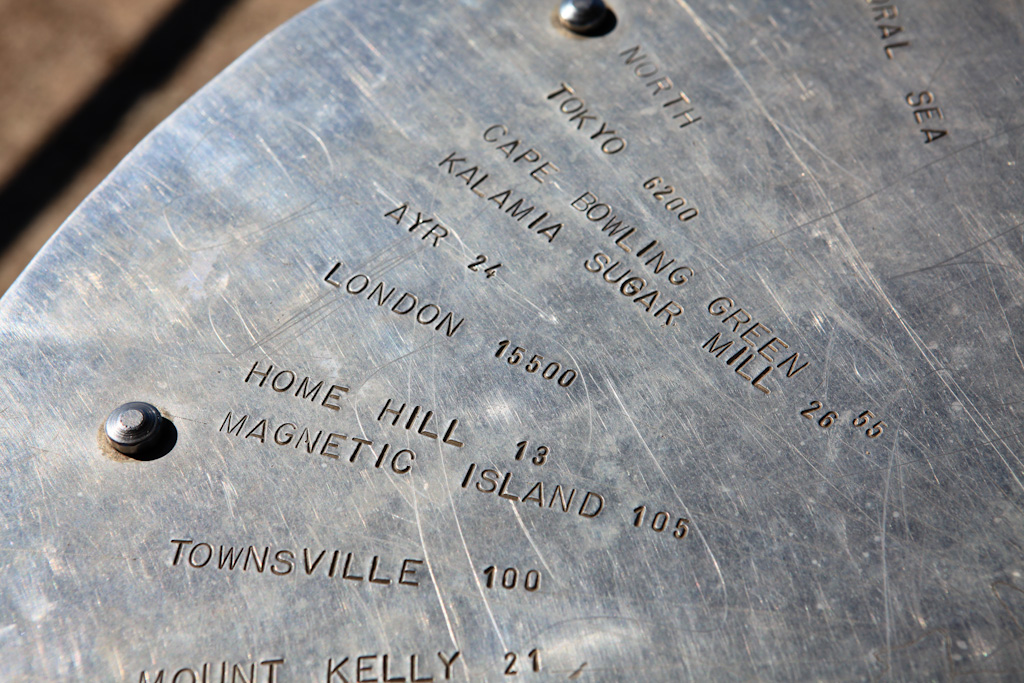 SEA
NORTH
TOKYO 6200
CAPE BOWLING GREEN 55
KALAMIA SUGAR MILL 26
AYR 24
LONDON 15500
HOME HILL 13
MAGNETIC ISLAND 105
TOWNSVILLE 100
MOUNT KELLY 21